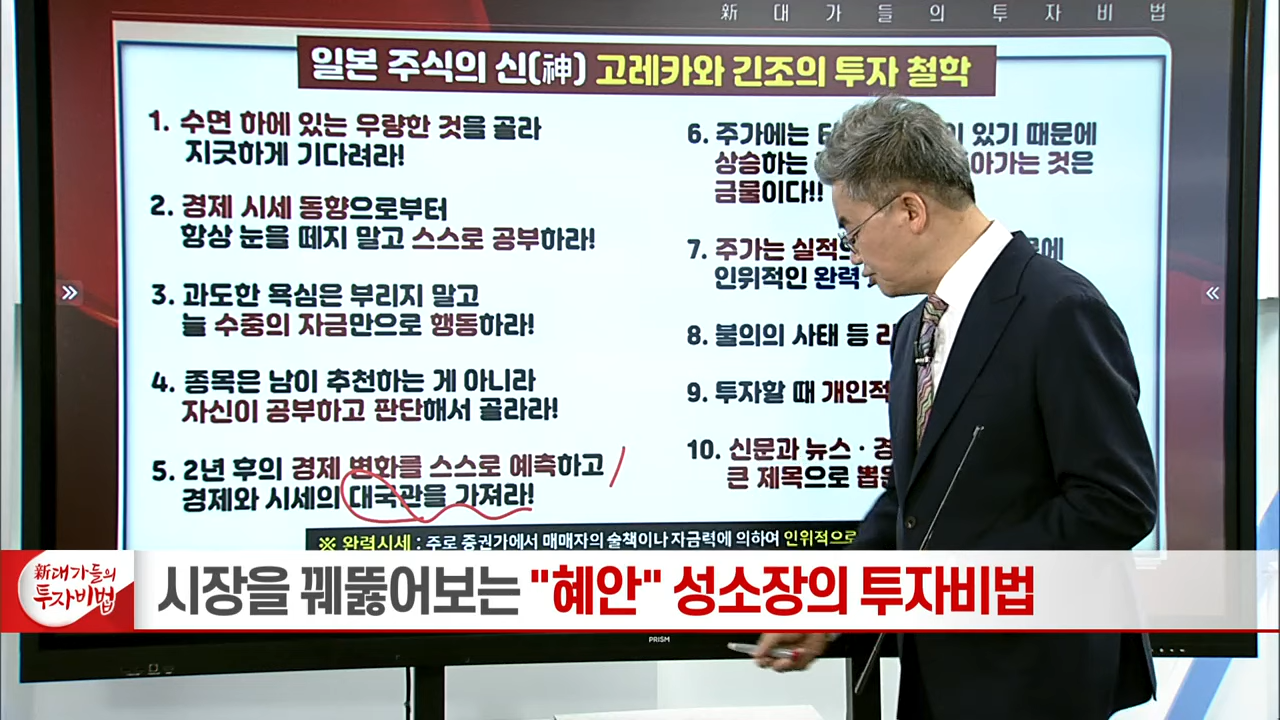 新 대가들의 투자비법
일본 주식의 신(神) 고레카와 긴조의 투자 철학
1. 수면 하에 있는 우량한 것을 골라
지긋하게 기다려라!
2. 경제 시세 동향으로부터
항상 눈을 떼지 말고 스스로 공부하라!
3. 과도한 욕심은 부리지 말고
늘 수중의 자금만으로 행동하라!
4. 종목은 남이 추천하는 게 아니라
자신이 공부하고 판단해서 골라라!
5. 2년 후의 경제 변화를 스스로 예측하고
경제와 시세의 대국관을 가져라!
6. 주가에는 있기 때문에
상승하는 것은
금물이다!!
7. 주가는 실적
인위적인 완력
8. 불의의 사태 등
9. 투자할 때 개인적
10. 신문과 뉴스 ·
큰 제목으로
※ 완력시세 : 주로 증권가에서 매매자의 술책이나 자금력에 의하여 인위적으로
新대가들의
투자비법
시장을 꿰뚫어보는 "혜안" 성소장의 투자비법
PRISM